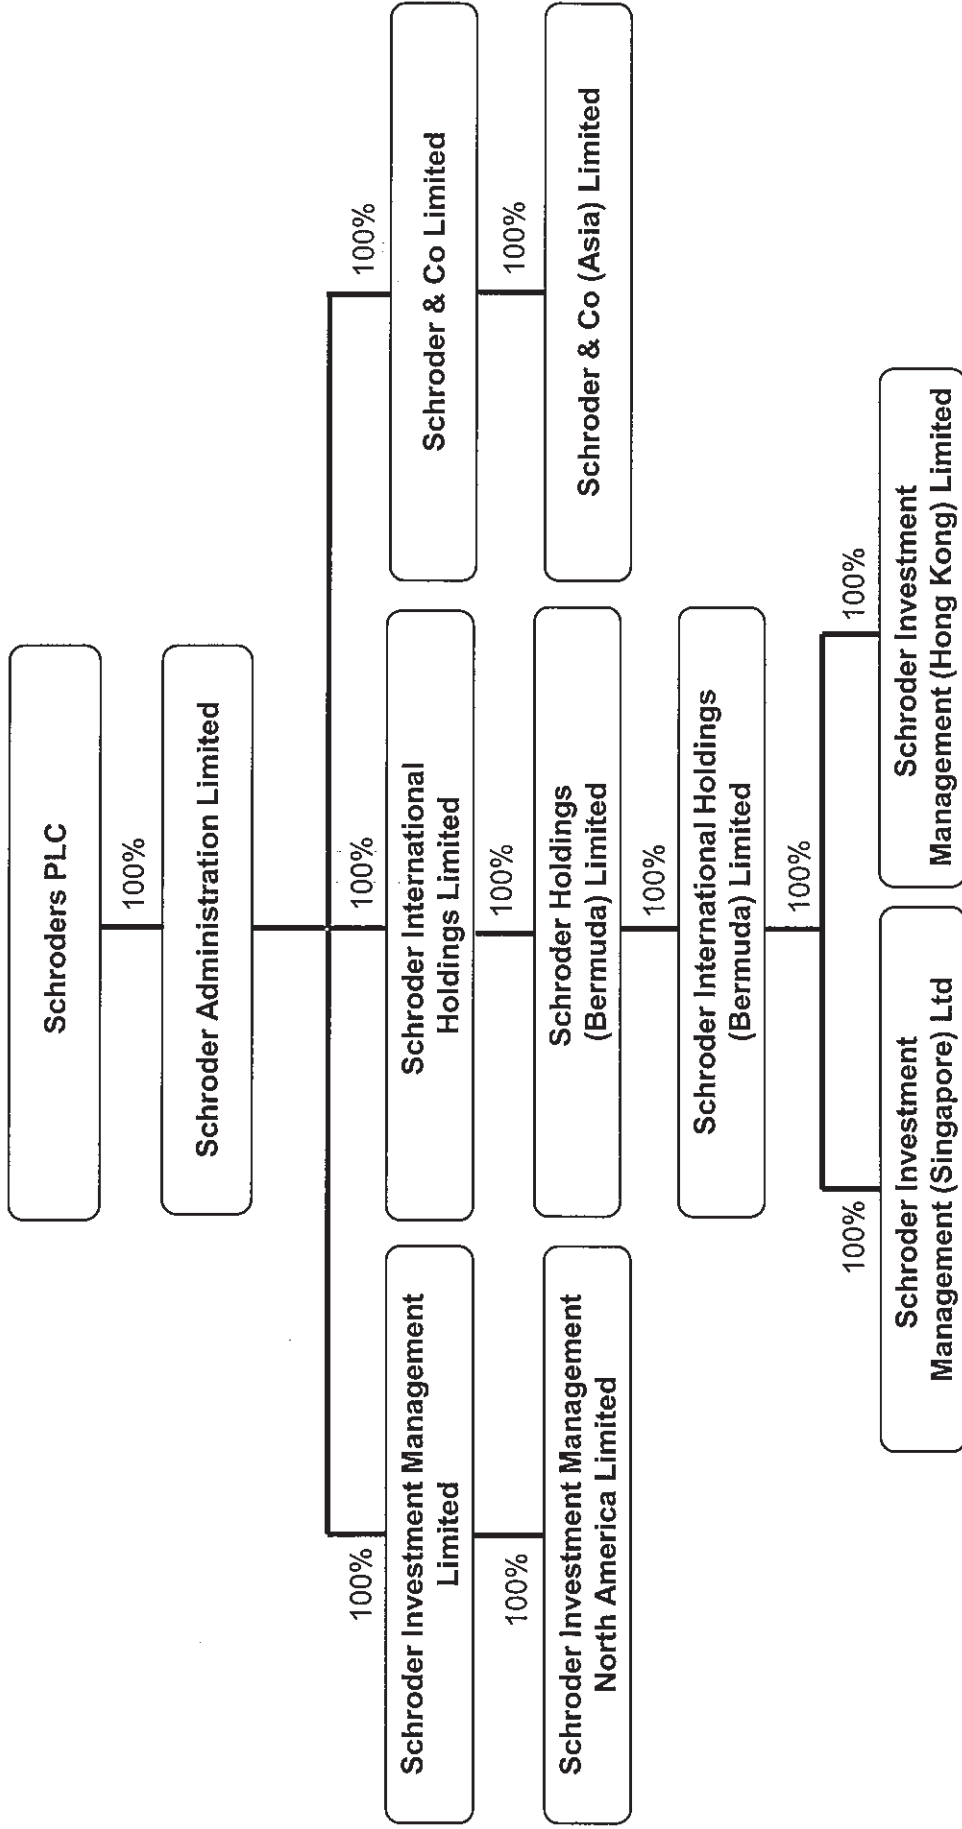 Schroders PLC
100%
Schroder Administration Limited
100%
Schroder Investment Management
Limited
100%
Schroder International
Holdings Limited
100%
Schroder & Co Limited
100%
Schroder Investment Management
North America Limited
100%
Schroder Holdings
(Bermuda) Limited
100%
Schroder & Co (Asia) Limited
100%
Schroder International Holdings
(Bermuda) Limited
100%
100%
Schroder Investment
Management (Singapore) Ltd
100%
Schroder Investment
Management (Hong Kong) Limited